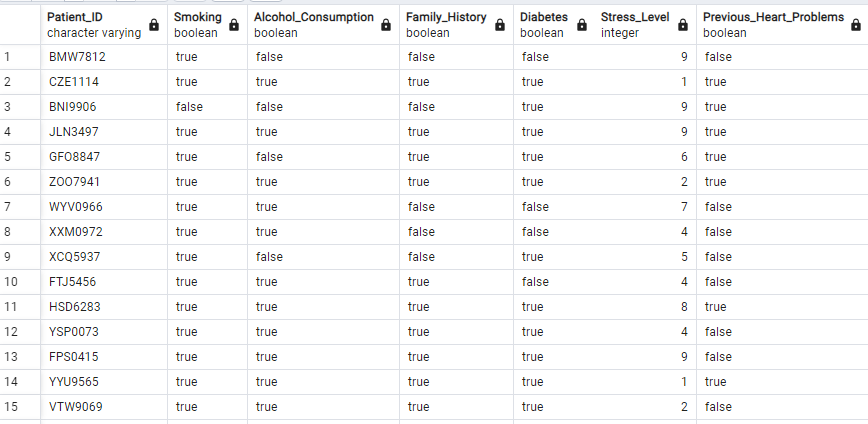 Patient_ID Smoking Alcohol_Consumption Family_History Diabetes Stress_Level Previous_Heart_Problems
character varying boolean boolean boolean boolean integer boolean
1 BMW7812 true false false false 9 false
2 CZE1114 true true true true 1 true
3 BNI9906 false false false true 9 true
4 JLN3497 true true true true 9 true
5 GFO8847 true false true true 6 true
6 ZOO7941 true true true true 2 true
7 WYV0966 true true false false 7 false
8 XXM0972 true true false false 4 false
9 XCQ5937 true false false true 5 false
10 FTJ5456 true true true false 4 false
11 HSD6283 true true true true 8 true
12 YSP0073 true true true true 4 false
13 FPS0415 true true true true 9 false
14 YYU9565 true true true true 1 true
15 VTW9069 true true true true 2 false